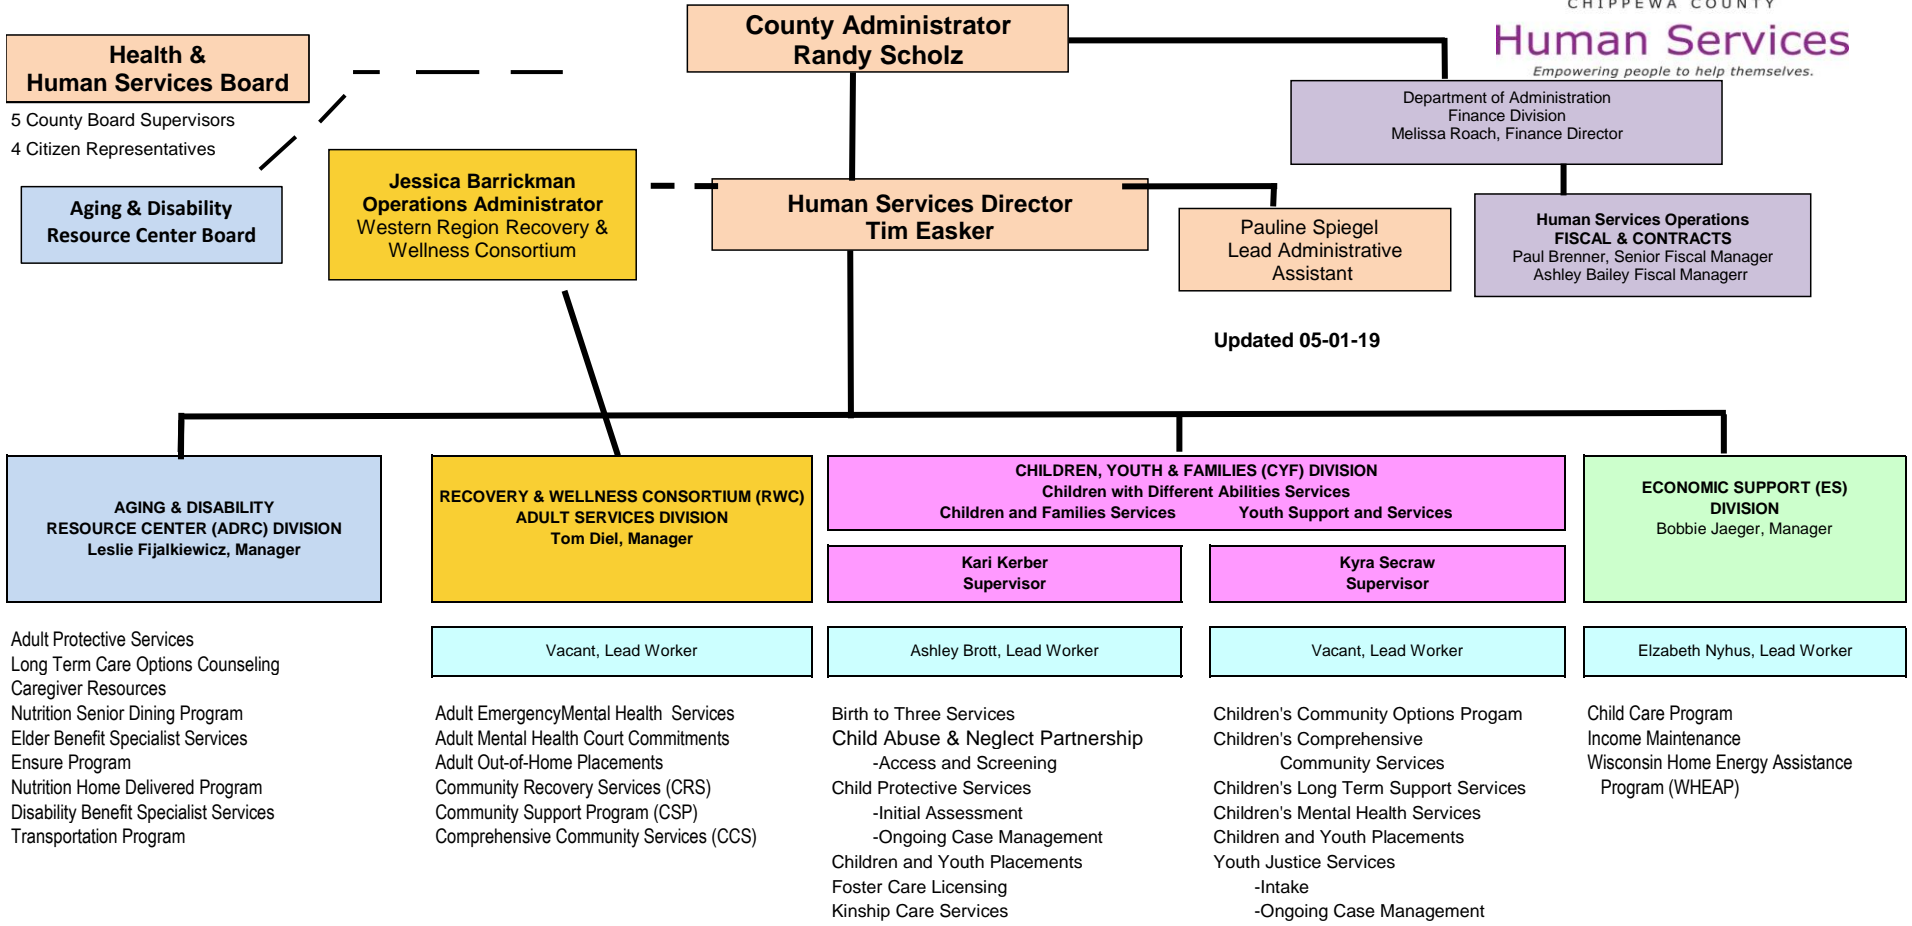 CHIPPEWA COUNTY
Human Services
Empowering people to help themselves.
County Administrator
Randy Scholz
Health &
Human Services Board
5 County Board Supervisors
4 Citizen Representatives
Department of Administration
Finance Division
Melissa Roach, Finance Director
Aging & Disability
Resource Center Board
Jessica Barrickman
Operations Administrator
Western Region Recovery &
Wellness Consortium
Human Services Director
Tim Easker
Pauline Spiegel
Lead Administrative
Assistant
Human Services Operations
FISCAL & CONTRACTS
Paul Brenner, Senior Fiscal Manager
Ashley Bailey Fiscal Managerr
Updated 05-01-19
AGING & DISABILITY
RESOURCE CENTER (ADRC) DIVISION
Leslie Fijalkiewicz, Manager
Adult Protective Services
Long Term Care Options Counseling
Caregiver Resources
Nutrition Senior Dining Program
Elder Benefit Specialist Services
Ensure Program
Nutrition Home Delivered Program
Disability Benefit Specialist Services
Transportation Program
RECOVERY & WELLNESS CONSORTIUM (RWC)
ADULT SERVICES DIVISION
Tom Diel, Manager
Vacant, Lead Worker
Adult EmergencyMental Health  Services
Adult Mental Health Court Commitments
Adult Out-of-Home Placements
Community Recovery Services (CRS)
Community Support Program (CSP)
Comprehensive Community Services (CCS)
CHILDREN, YOUTH & FAMILIES (CYF) DIVISION
Children with Different Abilities Services
Children and Families Services Youth Support and Services
Kari Kerber
Supervisor
Ashley Brott, Lead Worker
Birth to Three Services
Child Abuse & Neglect Partnership
-Access and Screening
Child Protective Services
-Initial Assessment
-Ongoing Case Management
Children and Youth Placements
Foster Care Licensing
Kinship Care Services
Kyra Secraw
Supervisor
Vacant, Lead Worker
Children's Community Options Progam
Children's Comprehensive
Community Services
Children's Long Term Support Services
Children's Mental Health Services
Children and Youth Placements
Youth Justice Services
-Intake
-Ongoing Case Management
ECONOMIC SUPPORT (ES)
DIVISION
Bobbie Jaeger, Manager
Elzabeth Nyhus, Lead Worker
Child Care Program
Income Maintenance
Wisconsin Home Energy Assistance
Program (WHEAP)